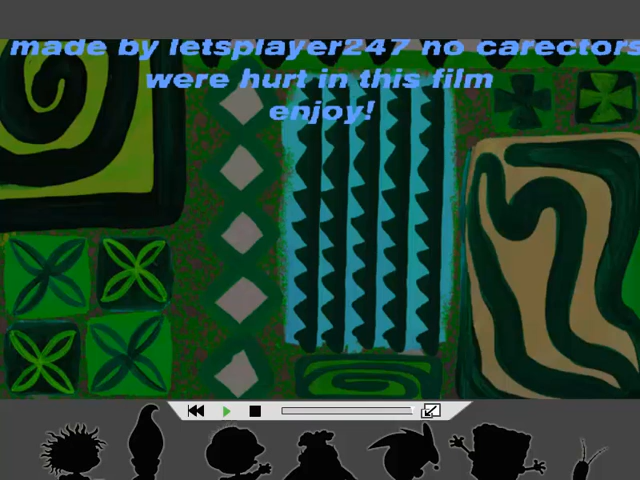 made by letsplayer247 no carectors
were hurt in this film
enjoy!